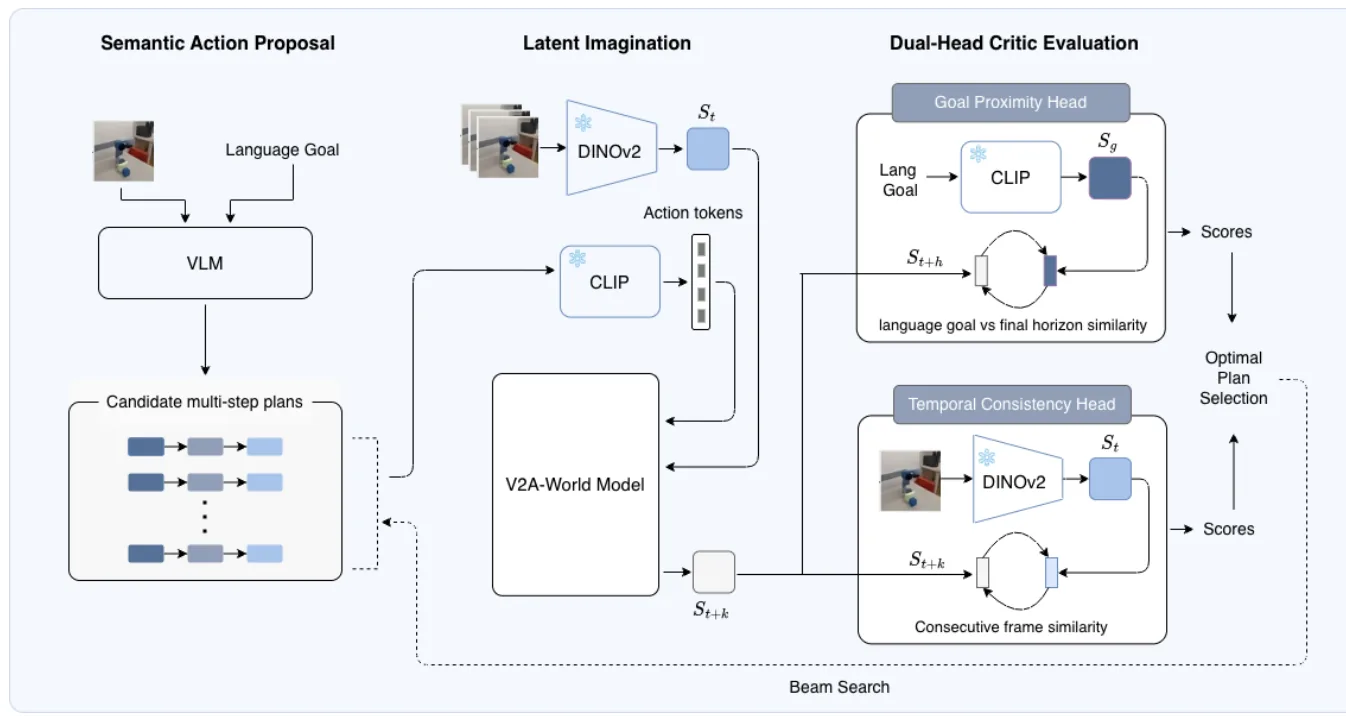 Semantic Action Proposal
Language Goal
VLM
Candidate multi-step plans
Latent Imagination
DINOv2
S_t
Action tokens
CLIP
V2A-World Model
S_{t+k}
Dual-Head Critic Evaluation
Goal Proximity Head
Lang
Goal
CLIP
S_g
S_{t+h}
language goal vs final horizon similarity
Scores
Optimal
Plan
Selection
Temporal Consistency Head
DINOv2
S_t
S_{t+k}
Consecutive frame similarity
Scores
Beam Search